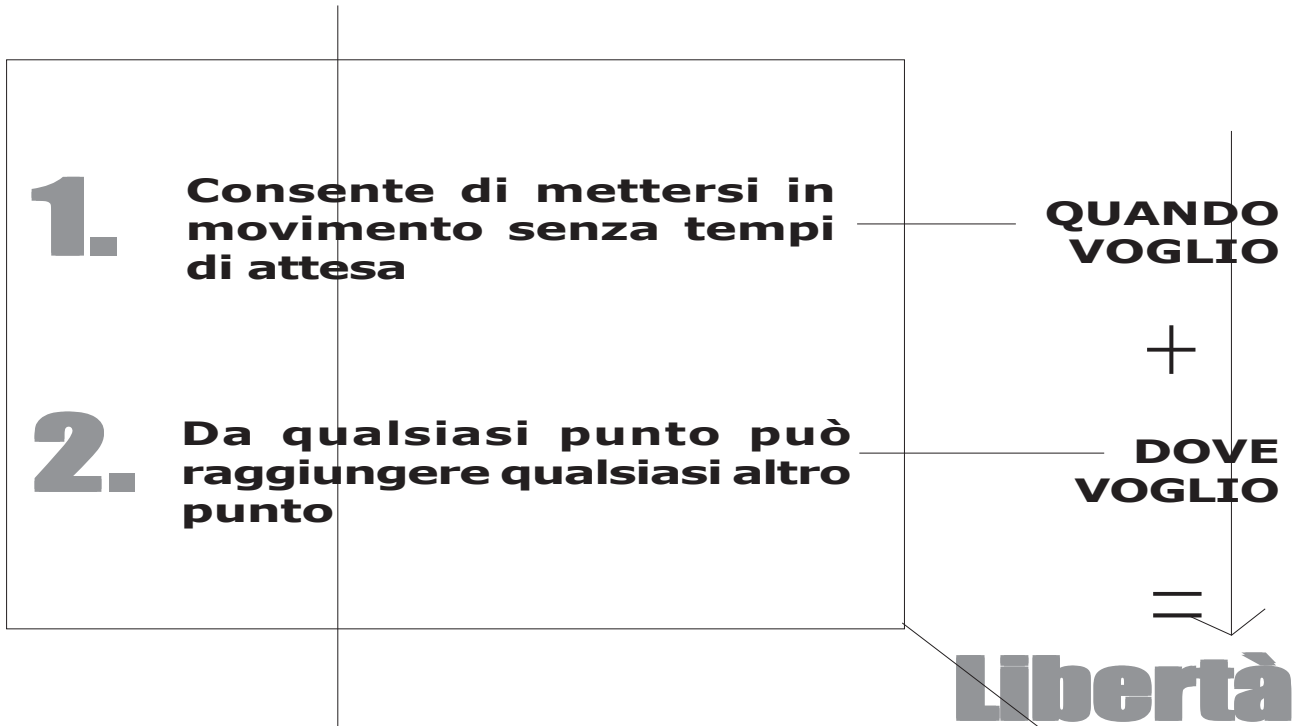 1.
Consente di mettersi in
movimento senza tempi
di attesa
QUANDO
VOGLIO
+
2.
Da qualsiasi punto può
raggiungere qualsiasi altro
punto
DOVE
VOGLIO
=
Libertà